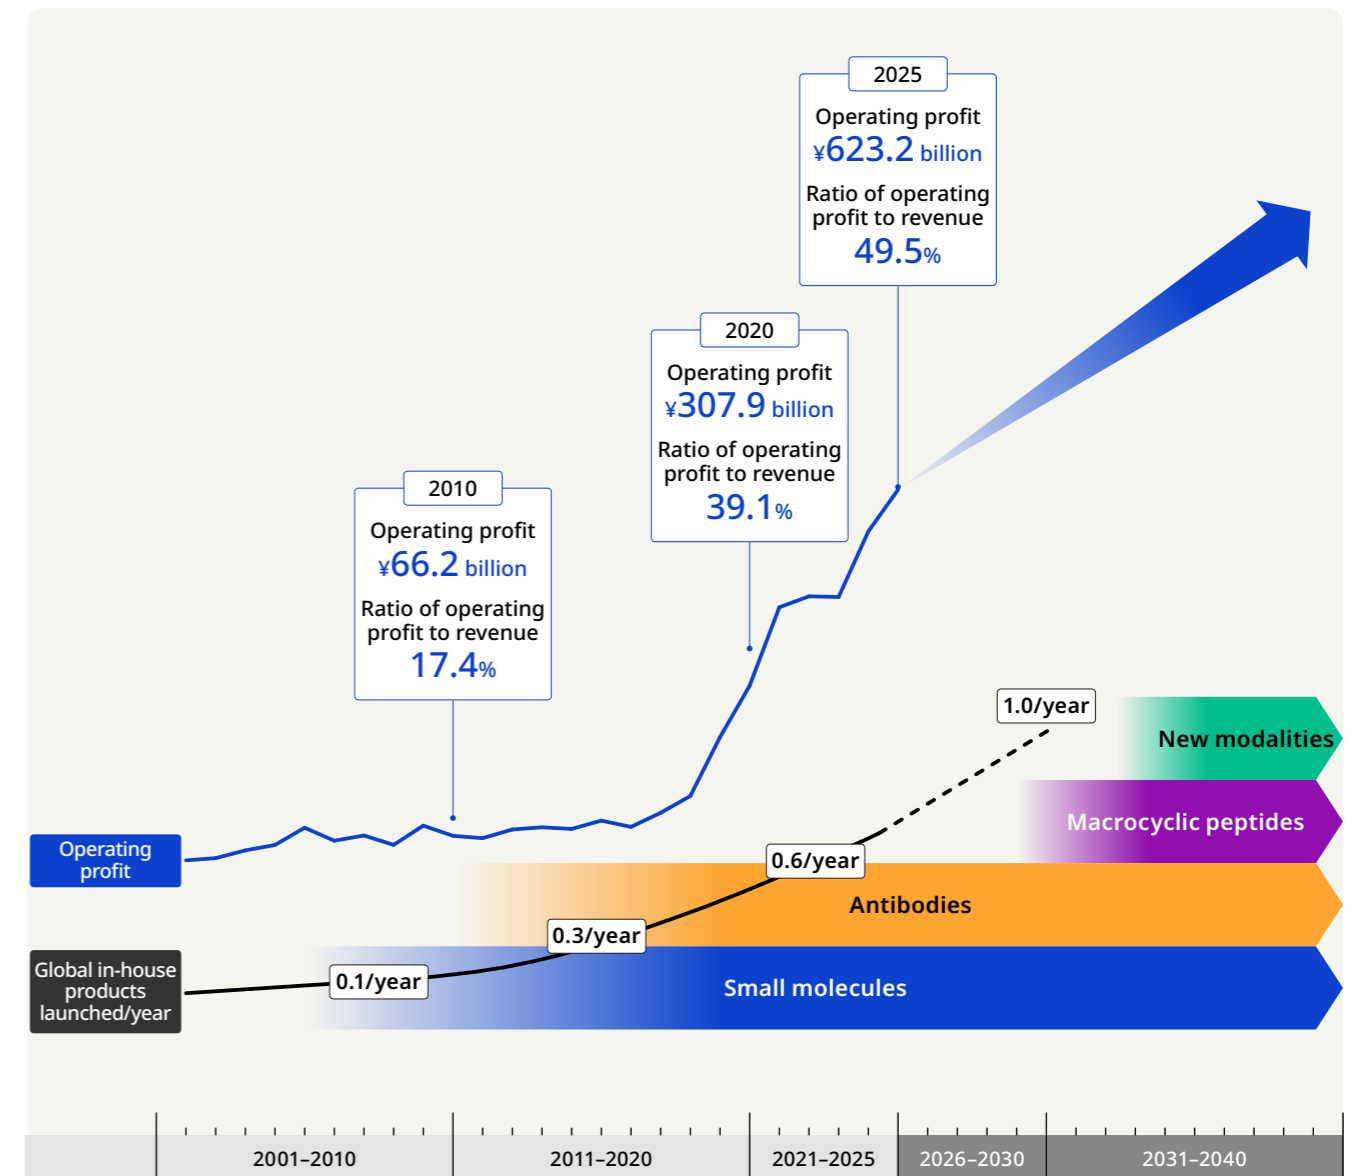 2025
Operating profit
¥623.2 billion
Ratio of operating
profit to revenue
49.5%
2020
Operating profit
¥307.9 billion
Ratio of operating
profit to revenue
39.1%
2010
Operating profit
¥66.2 billion
Ratio of operating
profit to revenue
17.4%
1.0/year
New modalities
Macrocyclic peptides
Operating
profit
0.6/year
Antibodies
0.3/year
Global in-house
products
launched/year
0.1/year
Small molecules
2001–2010
2011–2020
2021–2025
2026–2030
2031–2040